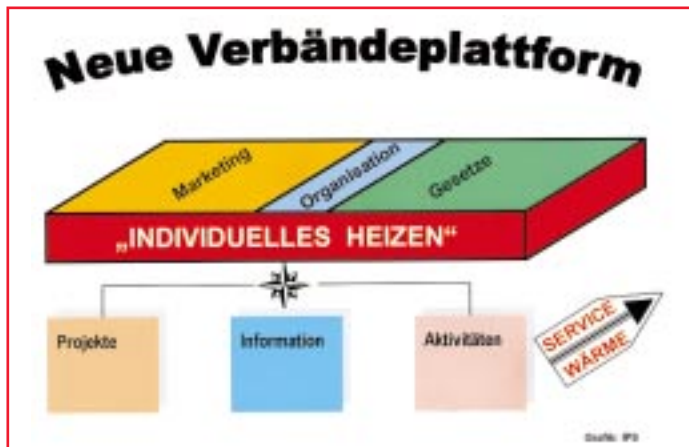 Neue Verbändeplattform
Marketing
Organisation
Gesetze
„INDIVIDUELLES HEIZEN“
Projekte
Information
Aktivitäten
SERVICE
WÄRME